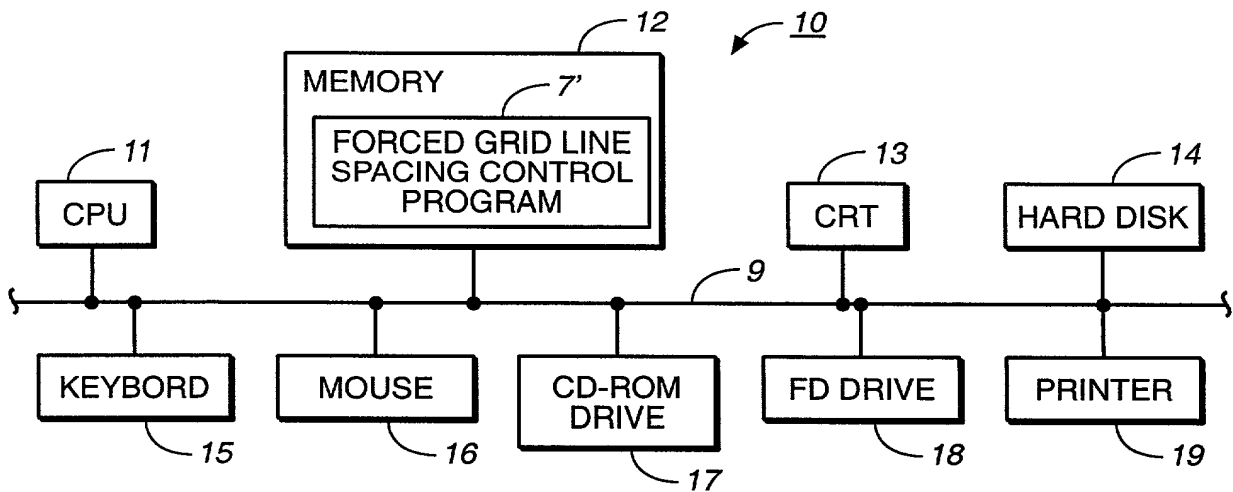 12
10
MEMORY
7'
FORCED GRID LINE
SPACING CONTROL
PROGRAM
11
CPU
13
CRT
14
HARD DISK
9
KEYBORD
15
MOUSE
16
CD-ROM
DRIVE
17
FD DRIVE
18
PRINTER
19